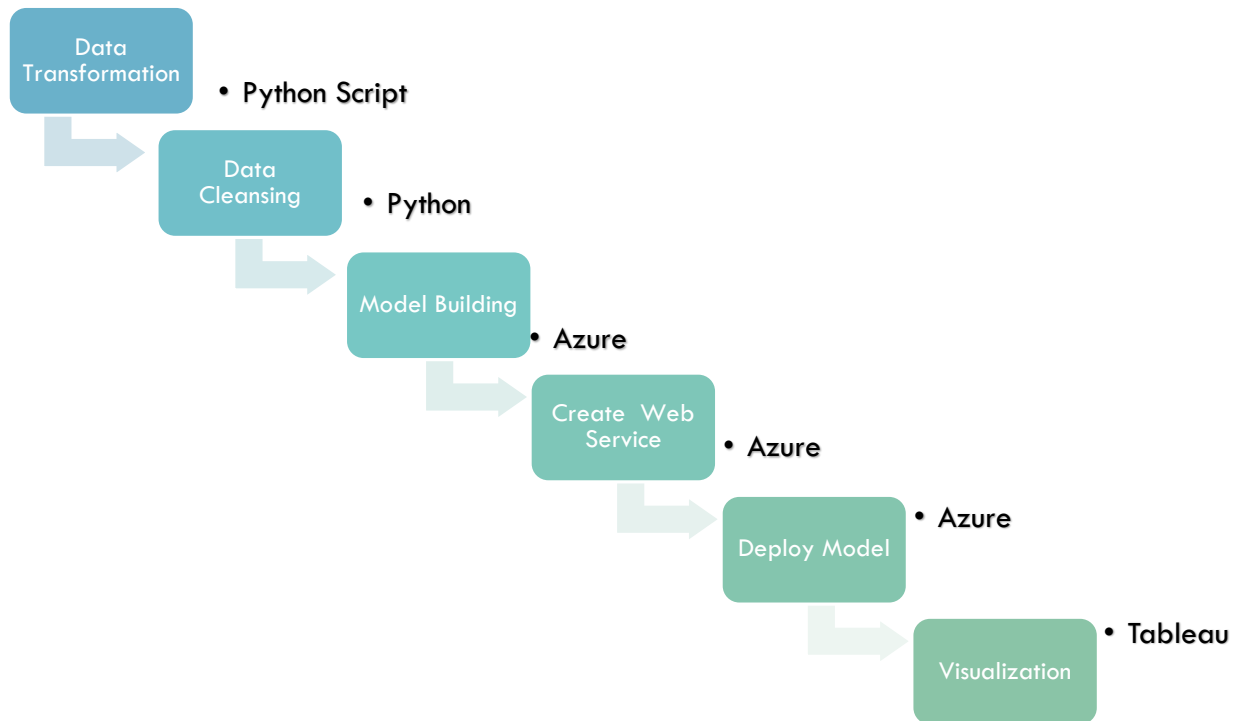 Data
Transformation
• Python Script
Data
Cleansing
• Python
Model Building
• Azure
Create Web
Service
• Azure
Deploy Model
• Azure
Visualization
• Tableau